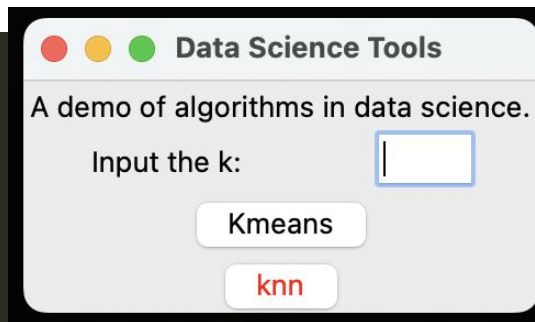 Data Science Tools
A demo of algorithms in data science.
Input the k:
Kmeans
knn